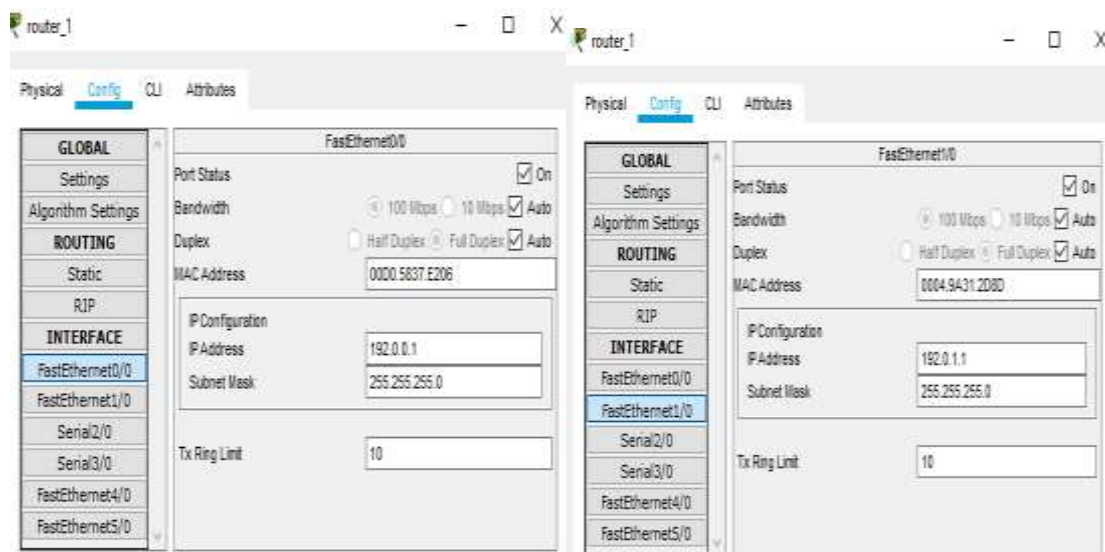 router_1
Physical Config CLI Attributes
GLOBAL
Settings
Algorithm Settings
ROUTING
Static
RIP
INTERFACE
FastEthernet0/0
FastEthernet1/0
Serial2/0
Serial3/0
FastEthernet4/0
FastEthernet5/0
FastEthernet0/0
Port Status On
Bandwidth 100 Mbps 10 Mbps Auto
Duplex Half Duplex Full Duplex Auto
MAC Address 00D0.5837.E206
IP Configuration
IP Address 192.0.0.1
Subnet Mask 255.255.255.0
Tx Ring Limit 10
router_1
Physical Config CLI Attributes
GLOBAL
Settings
Algorithm Settings
ROUTING
Static
RIP
INTERFACE
FastEthernet0/0
FastEthernet1/0
Serial2/0
Serial3/0
FastEthernet4/0
FastEthernet5/0
FastEthernet1/0
Port Status On
Bandwidth 100 Mbps 10 Mbps Auto
Duplex Half Duplex Full Duplex Auto
MAC Address 0004.9A31.2D8D
IP Configuration
IP Address 192.0.1.1
Subnet Mask 255.255.255.0
Tx Ring Limit 10